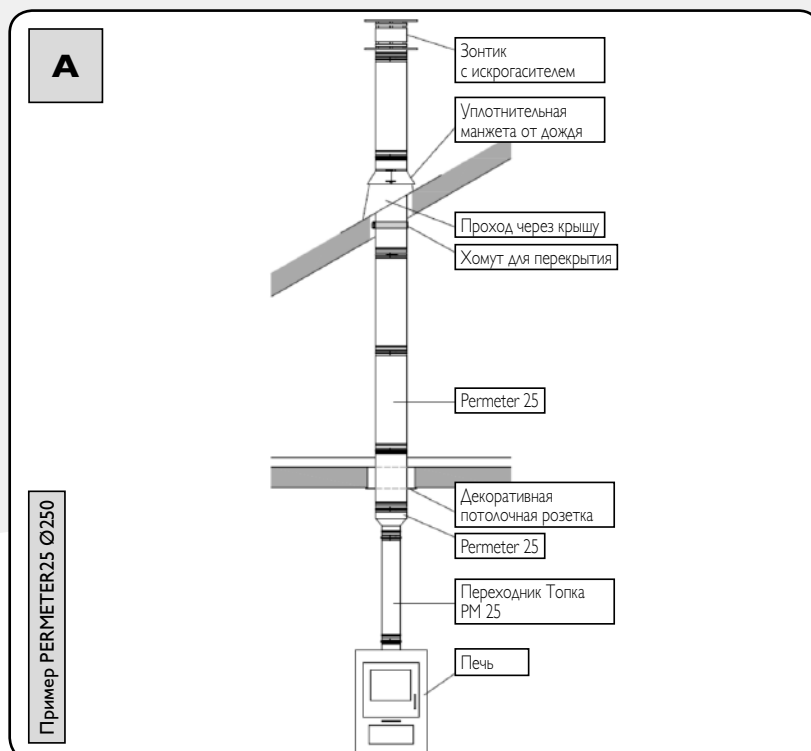 A
Зонтик
с искрогасителем
Уплотнительная
манжета от дождя
Проход через крышу
Хомут для перекрытия
Permeter 25
Декоративная
потолочная розетка
Permeter 25
Переходник Топка
PM 25
Печь
Пример PERMETER25 Ø250